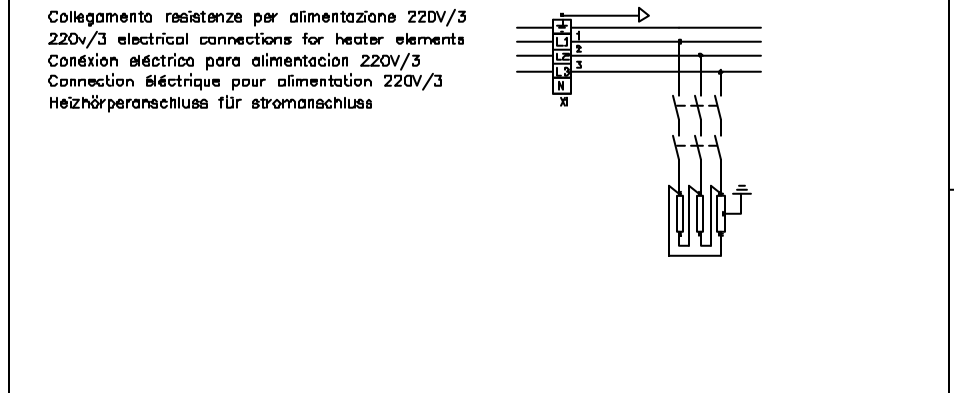 Collegamento resistenze per alimentazione 220V/3
220v/3 electrical connections for heater elements
Conéxion eléctrica para alimentacion 220V/3
Connection éléctrique pour alimentation 220V/3
Heizhörperanschluss für stromanschluss
L1 1
L2 2
L3 3
N
X1